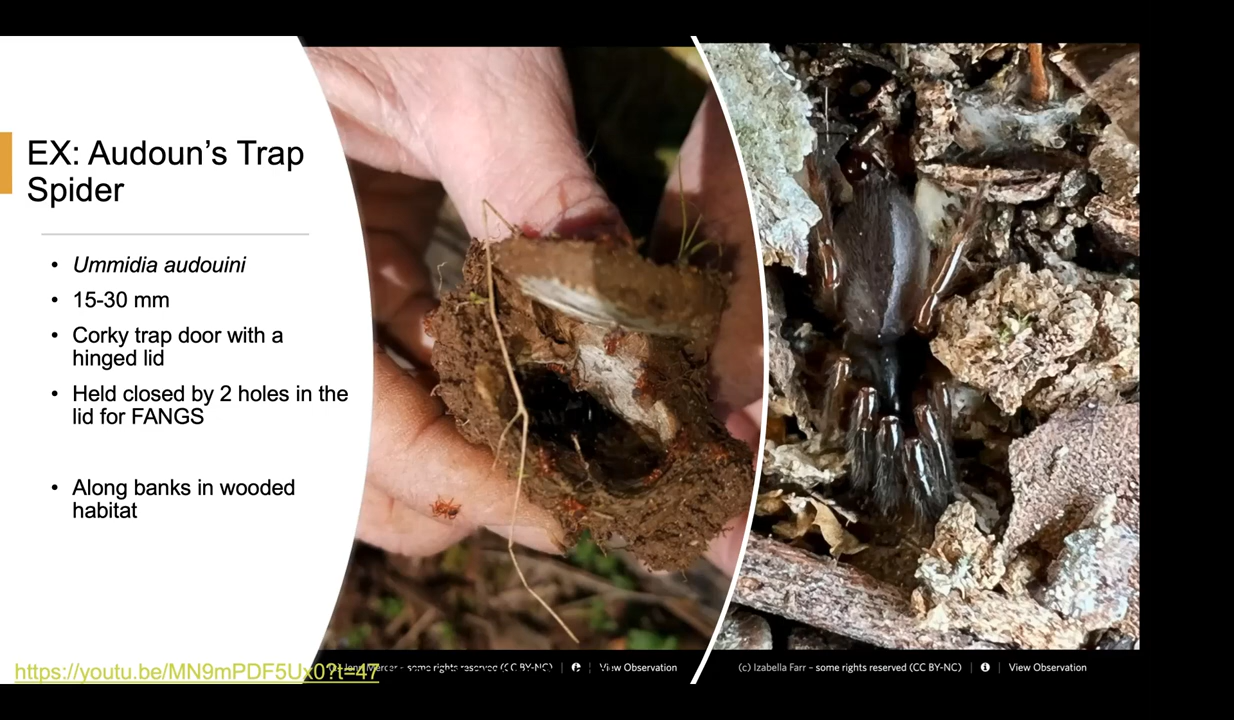 EX: Audoun’s Trap
Spider
• Ummidia audouini
• 15-30 mm
• Corky trap door with a
hinged lid
• Held closed by 2 holes in the
lid for FANGS
• Along banks in wooded
habitat
https://youtu.be/MN9mPDF5Ux0?t=47
some rights reserved (CC BY-NC) View Observation
(c) Izabella Farr - some rights reserved (CC BY-NC) View Observation